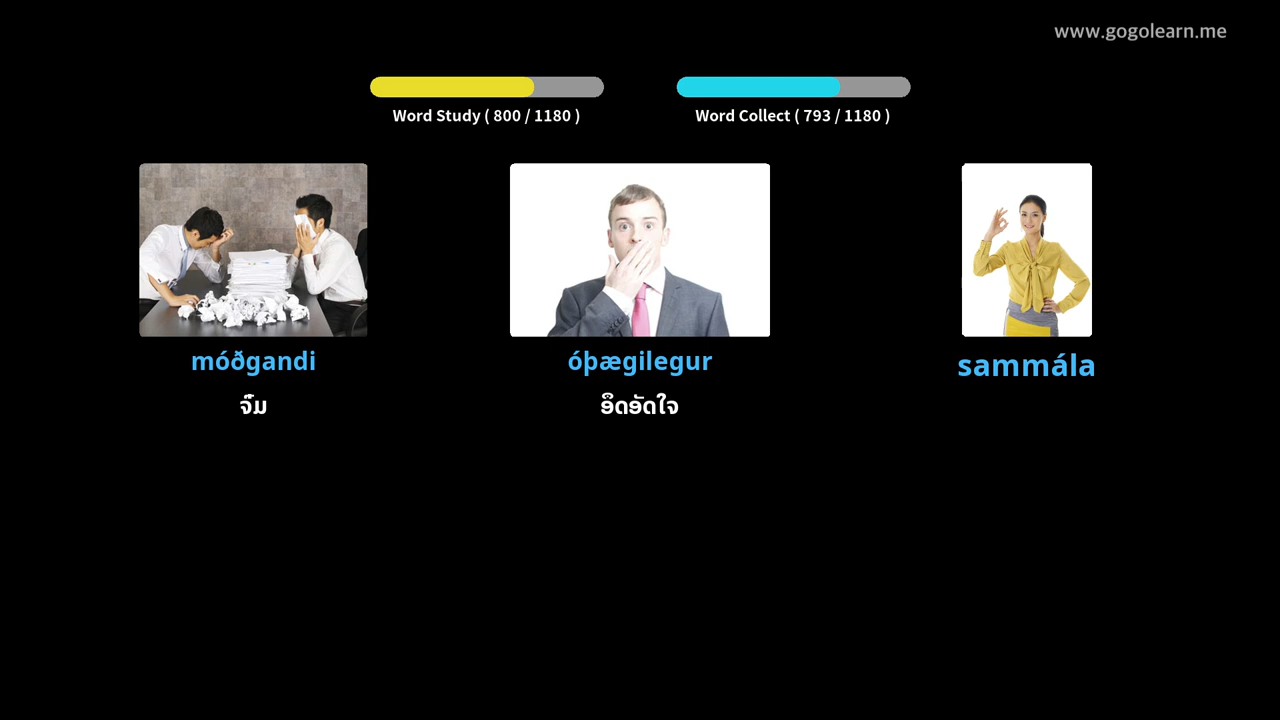 www.gogolearn.me
Word Study ( 800 / 1180 )
Word Collect ( 793 / 1180 )
móðgandi
óþægilegur
sammála
ຈົ່ມ
ອຶດອັດໃຈ